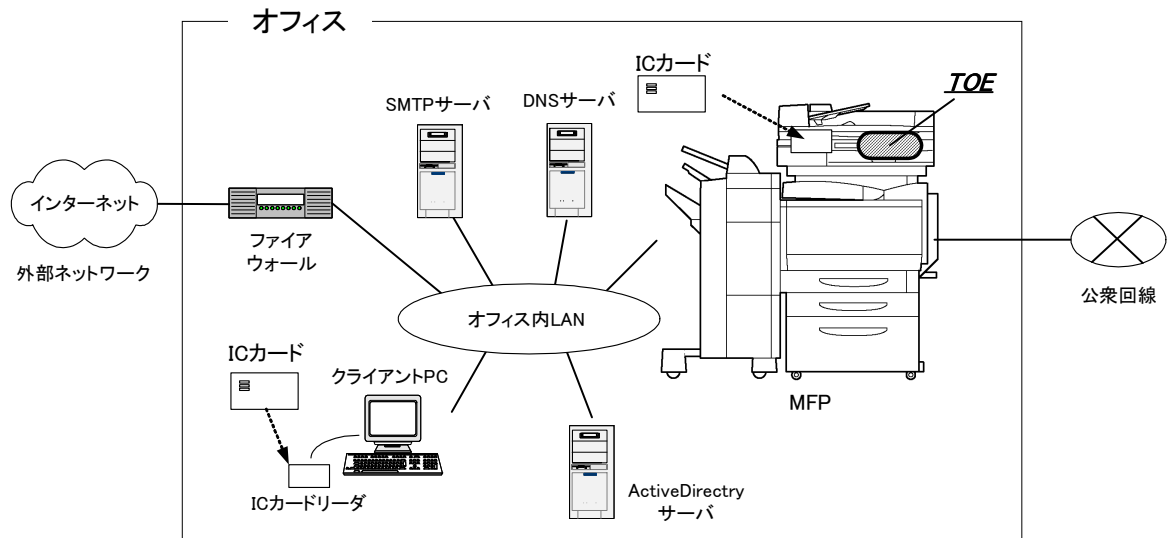 オフィス
ICカード
TOE
SMTPサーバ
DNSサーバ
インターネット
外部ネットワーク
ファイア
ウォール
オフィス内LAN
公衆回線
MFP
ICカード
クライアントPC
ICカードリーダ
ActiveDirectry
サーバ